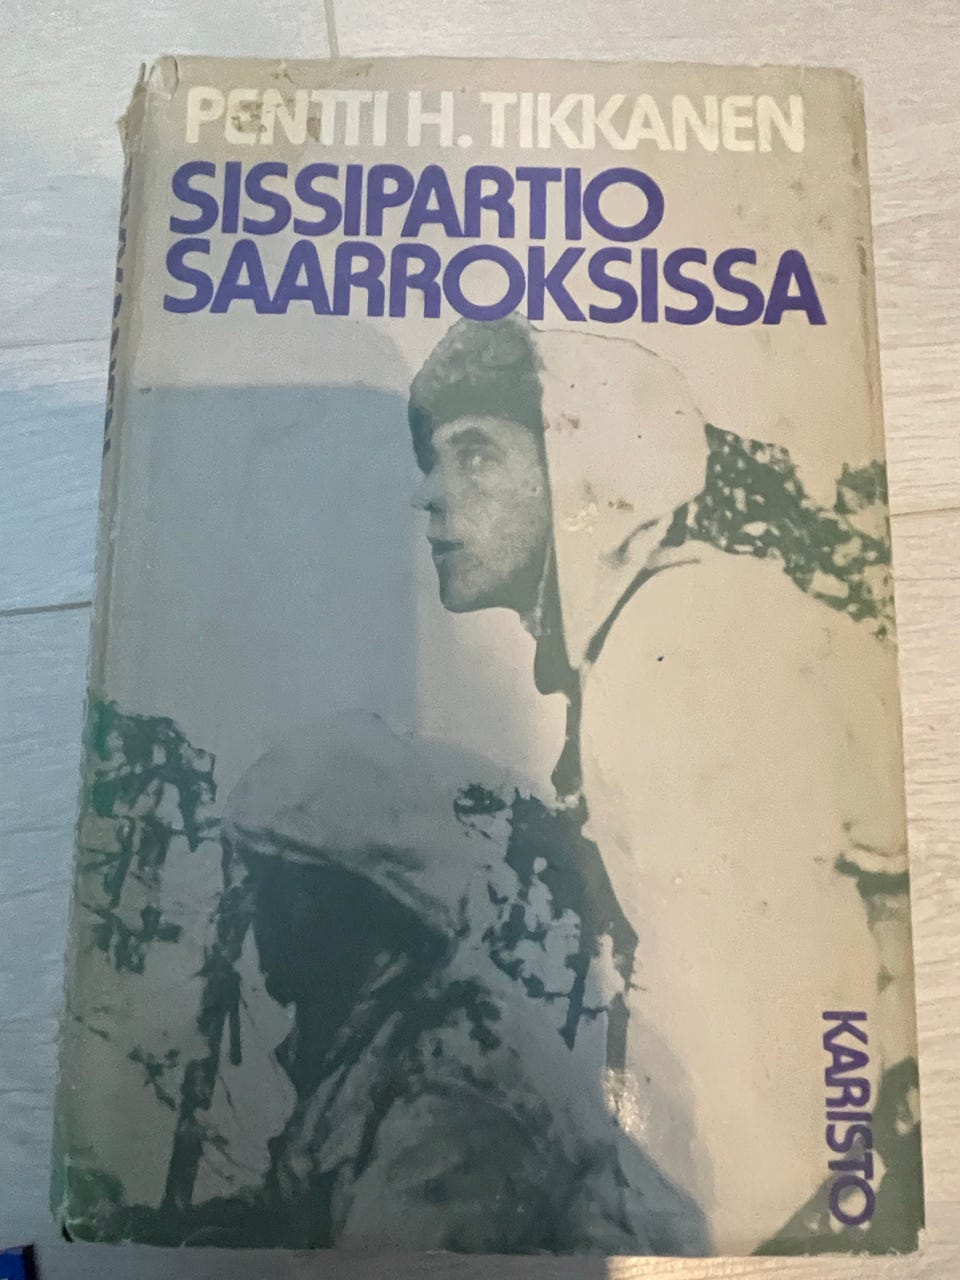 PENTTI H. TIKKANEN
SISSIPARTIO
SAARROKSISSA
KARISTO